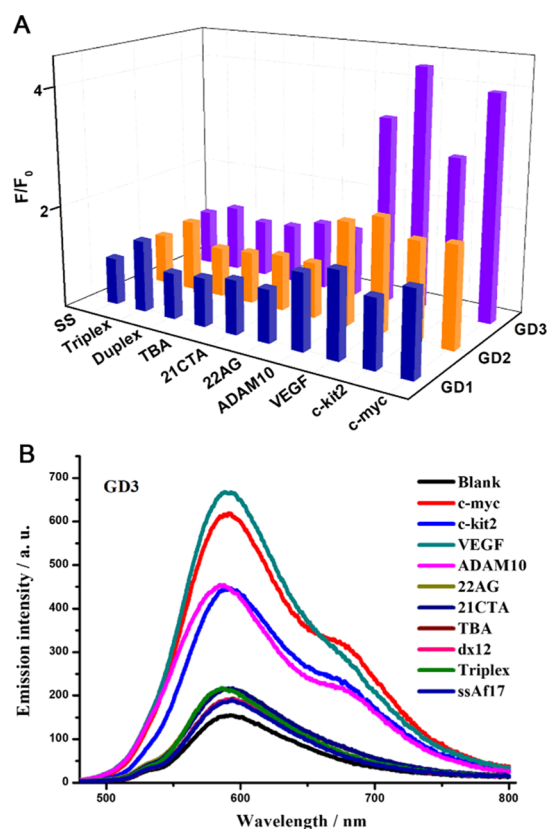 A
4
2
F/F0
SS
Triplex
Duplex
TBA
21CTA
22AG
ADAM10
VEGF
c-kit2
c-myc
GD1
GD2
GD3
B
GD3
700
600
500
400
300
200
100
0
Emission intensity / a. u.
500
600
700
800
Wavelength / nm
Blank
c-myc
c-kit2
VEGF
ADAM10
22AG
21CTA
TBA
dx12
Triplex
ssAf17